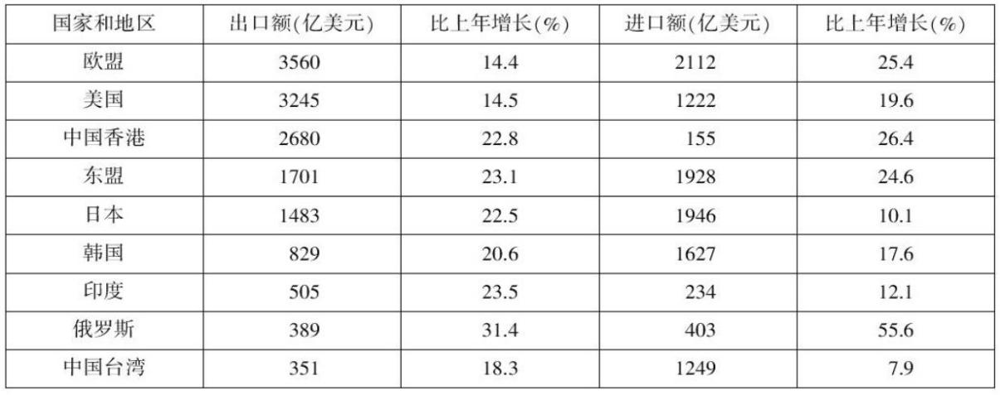 国家和地区 出口额(亿美元) 比上年增长(%) 进口额(亿美元) 比上年增长(%)
欧盟 3560 14.4 2112 25.4
美国 3245 14.5 1222 19.6
中国香港 2680 22.8 155 26.4
东盟 1701 23.1 1928 24.6
日本 1483 22.5 1946 10.1
韩国 829 20.6 1627 17.6
印度 505 23.5 234 12.1
俄罗斯 389 31.4 403 55.6
中国台湾 351 18.3 1249 7.9